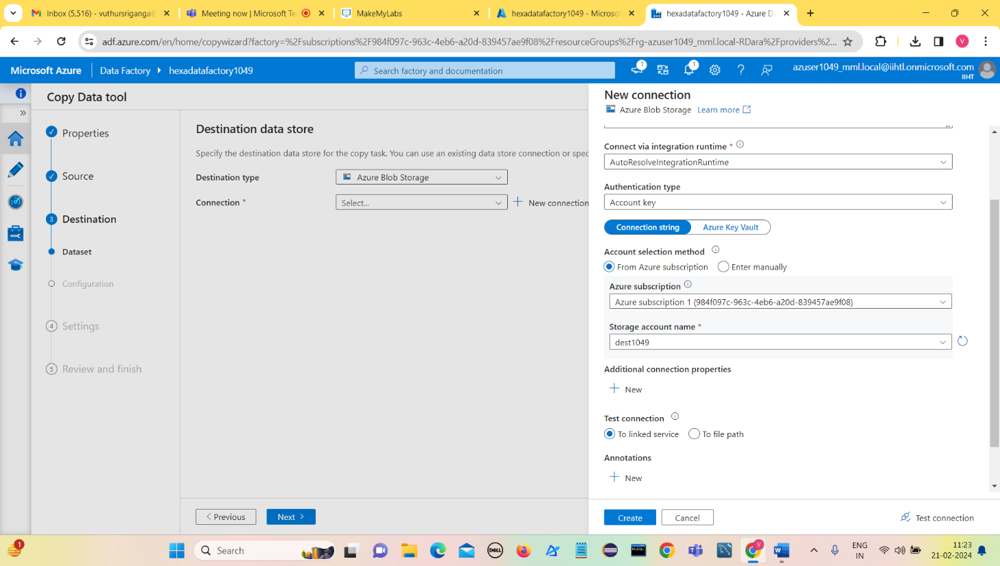 Inbox (5,516) - vuthursriganga@
Meeting now | Microsoft Te
MakeMyLabs
hexadatafactory1049 - Microso
hexadatafactory1049 - Azure Da
adf.azure.com/en/home/copywizard?factory=%2Fsubscriptions%2F984f097c-963c-4eb6-a20d-839457ae9f08%2FresourceGroups%2Frg-azuser1049_mml.local-RDara%2Fproviders%2...
V
Microsoft Azure
Data Factory
hexadatafactory1049
Search factory and documentation
1
1
azuser1049_mml.local@iihtl.onmicrosoft.com
IIHT
Copy Data tool
Properties
Source
3 Destination
Dataset
Configuration
4 Settings
5 Review and finish
Destination data store
Specify the destination data store for the copy task. You can use an existing data store connection or spec
Destination type
Azure Blob Storage
Connection *
Select...
New connection
< Previous
Next >
New connection
Azure Blob Storage Learn more
Connect via integration runtime *
AutoResolveIntegrationRuntime
Authentication type
Account key
Connection string
Azure Key Vault
Account selection method
From Azure subscription
Enter manually
Azure subscription
Azure subscription 1 (984f097c-963c-4eb6-a20d-839457ae9f08)
Storage account name *
dest1049
Additional connection properties
New
Test connection
To linked service
To file path
Annotations
New
Create
Cancel
Test connection
1
Search
DELL
V
W
ENG
IN
11:23
21-02-2024